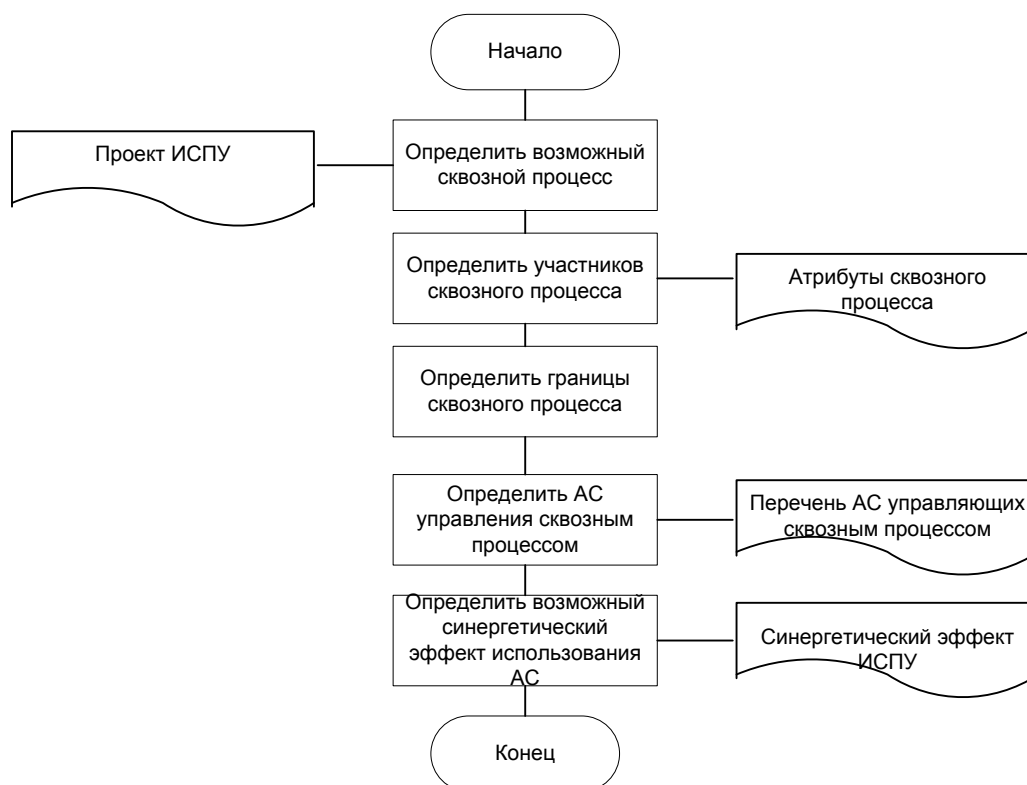 Начало
Проект ИСПУ
Определить возможный
сквозной процесс
Определить участников
сквозного процесса
Атрибуты сквозного
процесса
Определить границы
сквозного процесса
Определить АС
управления сквозным
процессом
Перечень АС управляющих
сквозным процессом
Определить возможный
синергетический
эффект использования
АС
Синергетический эффект
ИСПУ
Конец